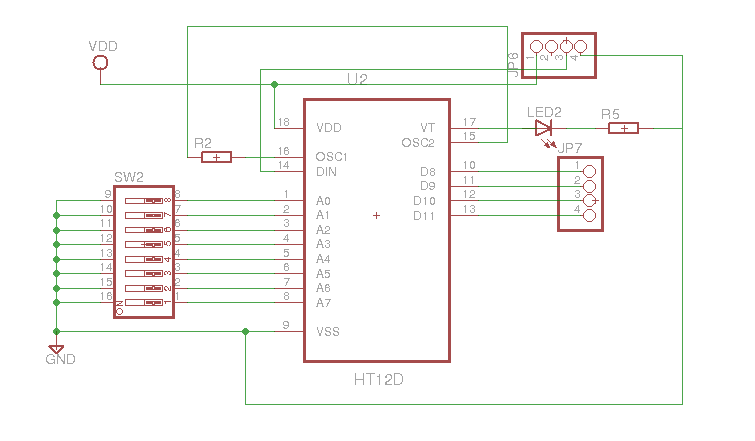 VDD
U2
JP6
1
2
3
4
18
VDD
VT
17
LED2
R5
OSC2
15
R2
16
OSC1
14
DIN
JP7
D8
10
1
D9
11
2
D10
12
3
D11
13
4
SW2
9
8
1
A0
10
7
2
A1
11
6
3
A2
12
5
4
A3
13
4
5
A4
14
3
6
A5
15
2
7
A6
16
1
8
A7
ON
9
VSS
GND
HT12D